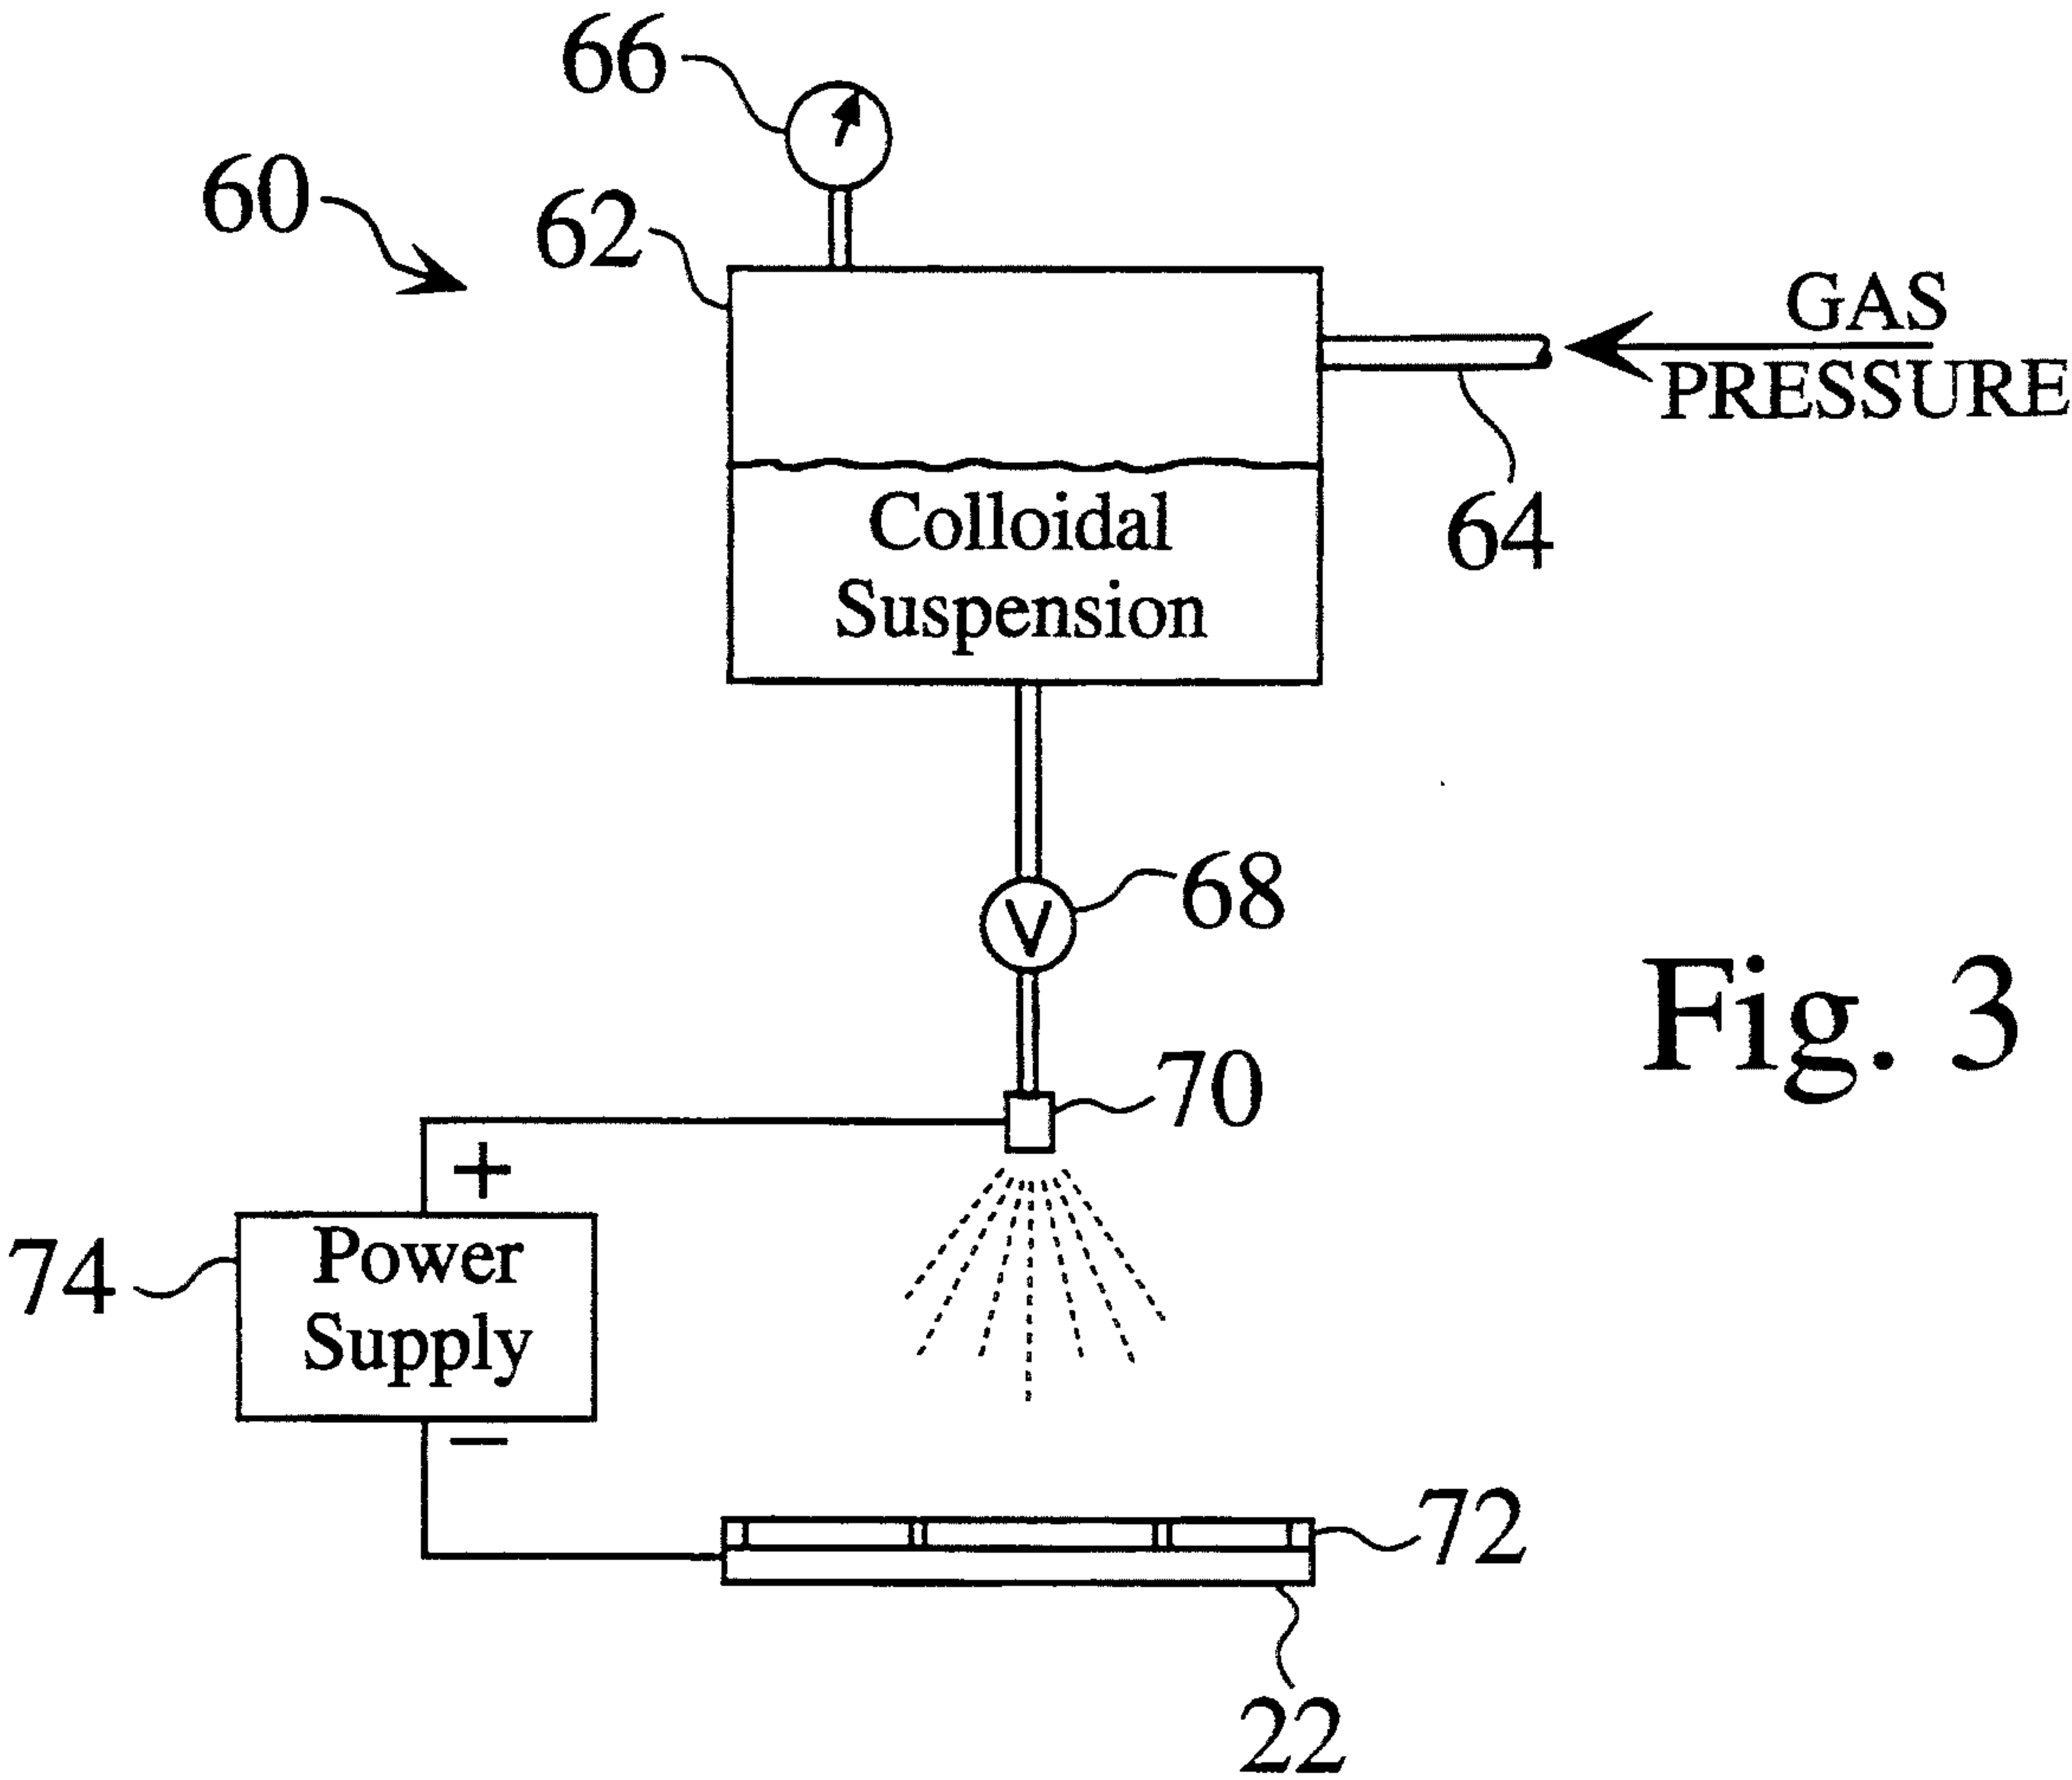 66
60
62
GAS
PRESSURE
64
Colloidal
Suspension
68
V
Fig. 3
70
+
74
Power
Supply
−
72
22